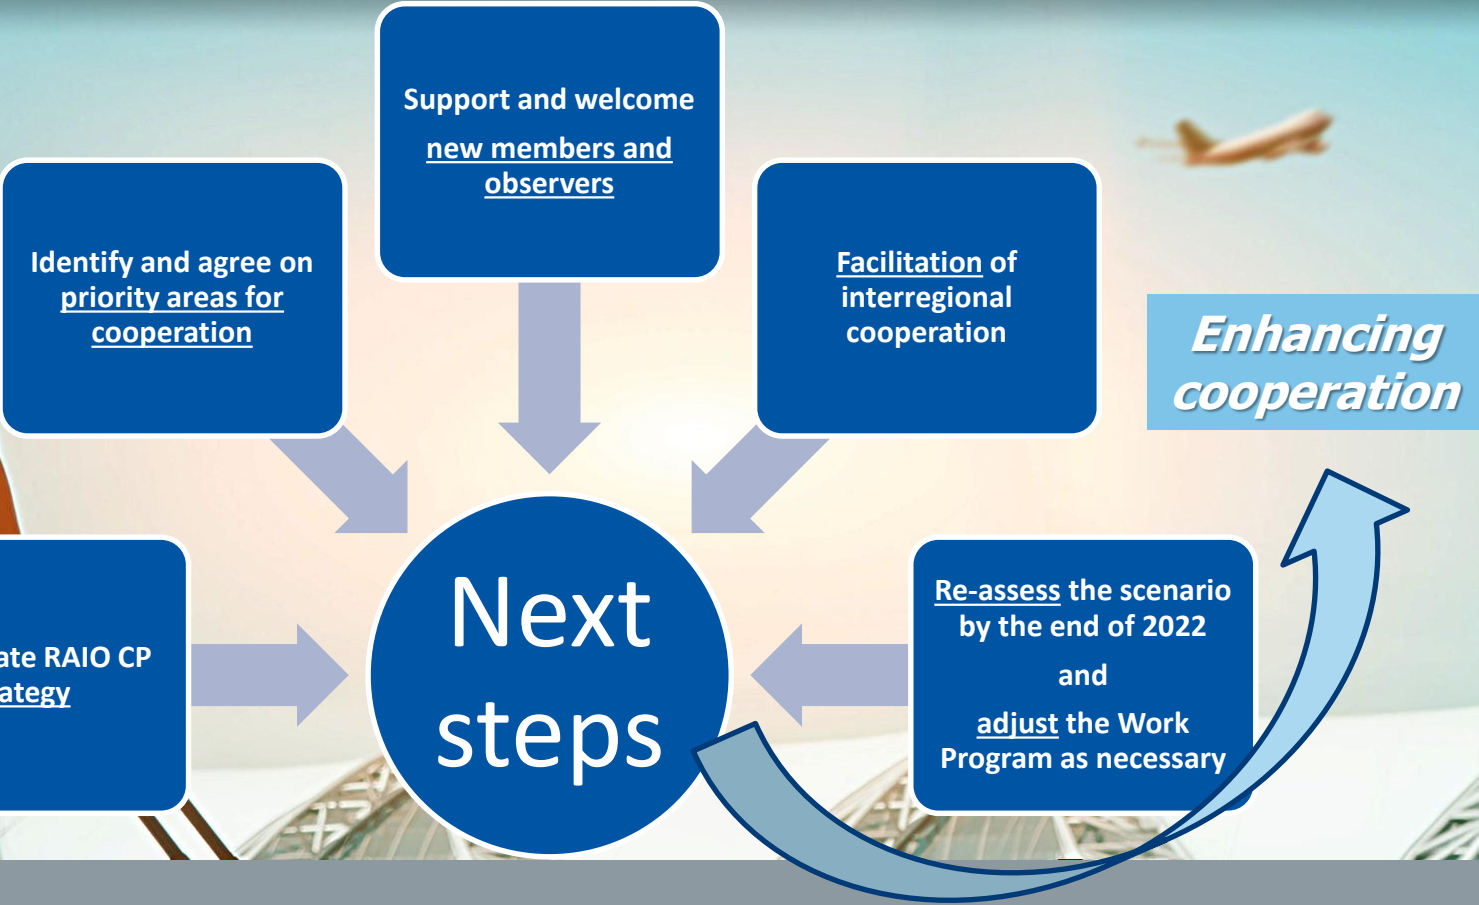 Support and welcome
new members and
observers
Identify and agree on
priority areas for
cooperation
Facilitation of
interregional
cooperation
Enhancing
cooperation
RAIO CP
Next
steps
Re-assess the scenario
by the end of 2022
and
adjust the Work
Program as necessary